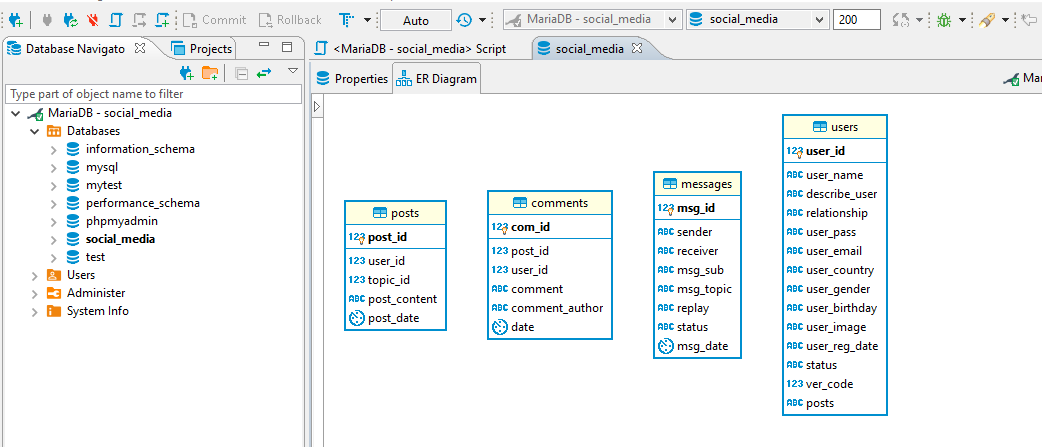 Commit
Rollback
Auto
MariaDB - social_media
social_media
200
Database Navigato
Projects
<MariaDB - social_media> Script
social_media
Properties
ER Diagram
Mar
Type part of object name to filter
MariaDB - social_media
Databases
information_schema
mysql
mytest
performance_schema
phpmyadmin
social_media
test
Users
Administer
System Info
posts
123 post_id
123 user_id
123 topic_id
ABC post_content
post_date
comments
123 com_id
123 post_id
123 user_id
ABC comment
ABC comment_author
date
messages
123 msg_id
ABC sender
ABC receiver
ABC msg_sub
ABC msg_topic
ABC replay
ABC status
msg_date
users
123 user_id
ABC user_name
ABC describe_user
ABC relationship
ABC user_pass
ABC user_email
ABC user_country
ABC user_gender
ABC user_birthday
ABC user_image
ABC user_reg_date
ABC status
123 ver_code
ABC posts